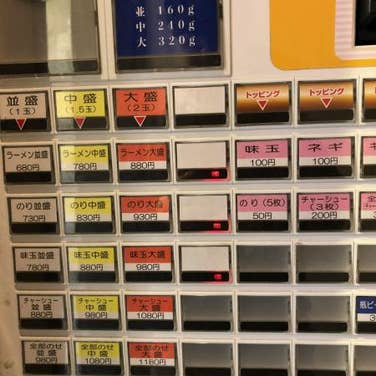 並 160g
中 240g
大 320g
並盛
(1玉)
中盛
(1.5玉)
大盛
(2玉)
トッピング
トッピング
ラーメン並盛
680円
ラーメン中盛
780円
ラーメン大盛
880円
味玉
100円
ネギ
100円
のり並盛
730円
のり中盛
830円
のり大盛
930円
のり(5枚)
50円
チャーシュー
(3枚)
200円
味玉並盛
780円
味玉中盛
880円
味玉大盛
980円
チャーシュー
並盛
880円
チャーシュー
中盛
980円
チャーシュー
大盛
1080円
全部のせ
並盛
980円
全部のせ
中盛
1080円
全部のせ
大盛
1180円